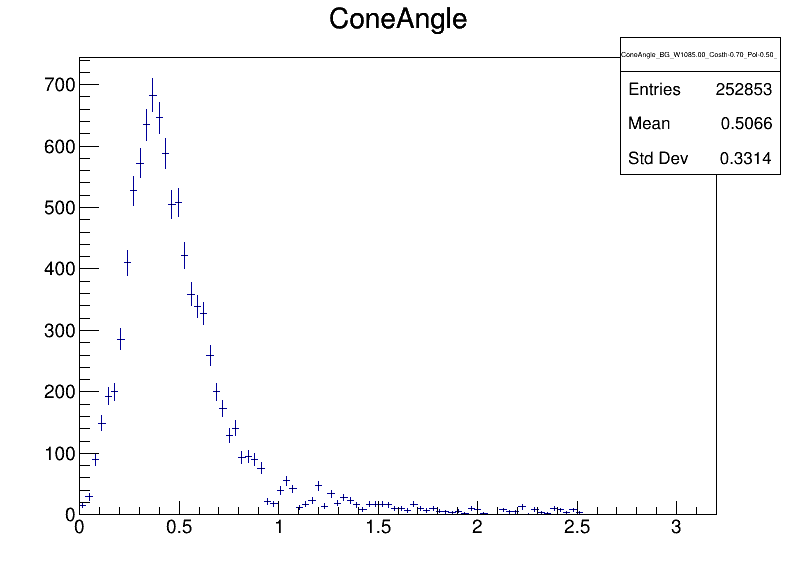 ConeAngle
ConeAngle_BG_W1085.00_Costh-0.70_Pol-0.50_
Entries 252853
Mean 0.5066
Std Dev 0.3314
700
600
500
400
300
200
100
0
0 0.5 1 1.5 2 2.5 3